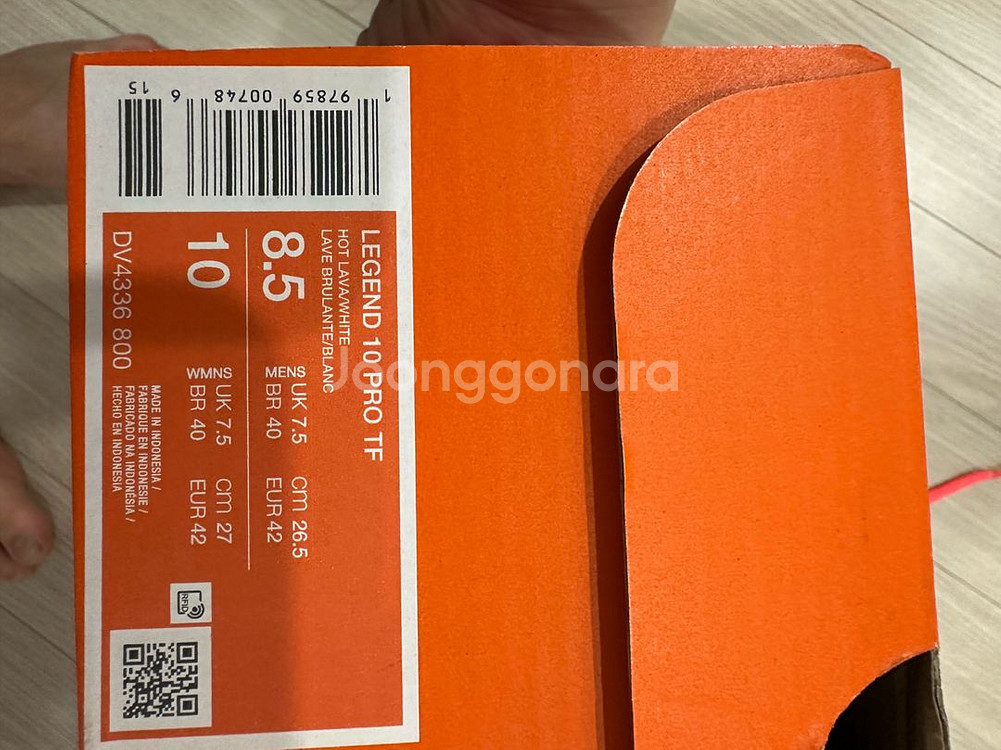 LEGEND 10 PRO TF
HOT LAVA/WHITE
LAVE BRULANTE/BLANC
8.5
MENS UK 7.5 cm 26.5
BR 40 EUR 42
10
WMNS UK 7.5 cm 27
BR 40 EUR 42
DV4336 800
MADE IN INDONESIA /
FABRIQUE EN INDONESIE /
FABRICADO NA INDONÉSIA /
HECHO EN INDONESIA
RFID
1 97859 00748 6 15
Joonggonara